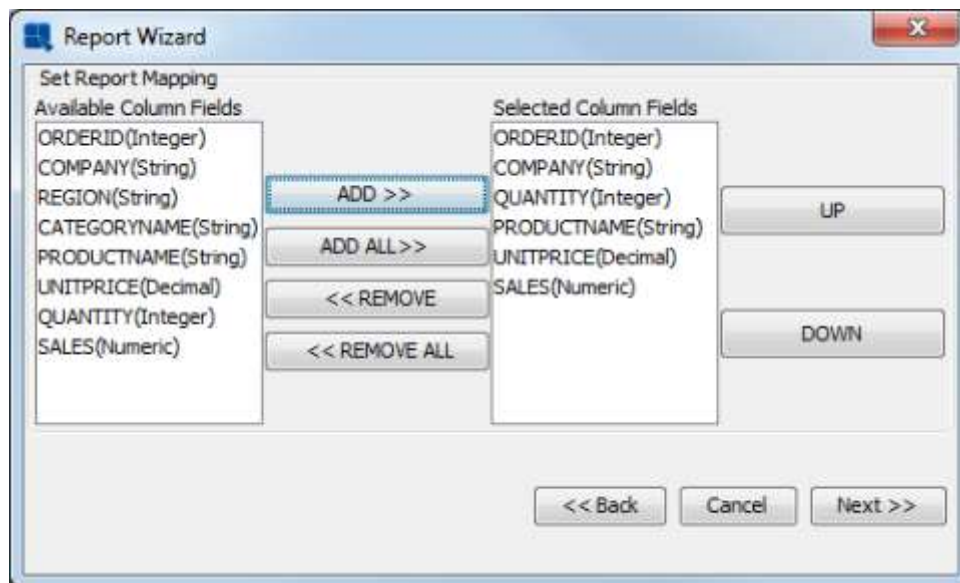 Report Wizard
Set Report Mapping
Available Column Fields
ORDERID(Integer)
COMPANY(String)
REGION(String)
CATEGORYNAME(String)
PRODUCTNAME(String)
UNITPRICE(Decimal)
QUANTITY(Integer)
SALES(Numeric)
ADD >>
ADD ALL>>
<< REMOVE
<< REMOVE ALL
Selected Column Fields
ORDERID(Integer)
COMPANY(String)
QUANTITY(Integer)
PRODUCTNAME(String)
UNITPRICE(Decimal)
SALES(Numeric)
UP
DOWN
<< Back
Cancel
Next >>